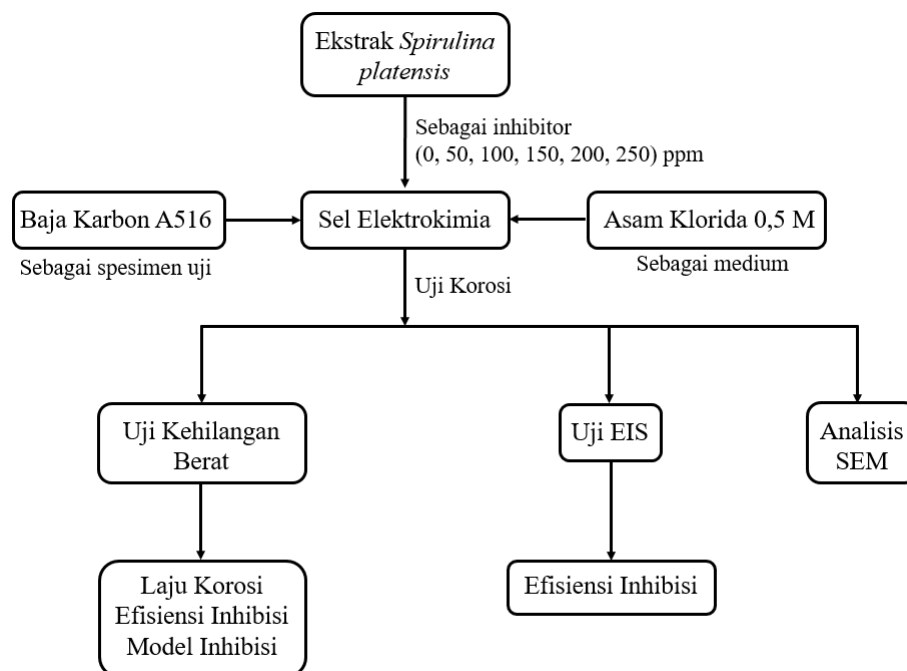 Ekstrak Spirulina
platensis
Sebagai inhibitor
(0, 50, 100, 150, 200, 250) ppm
Baja Karbon A516
Sel Elektrokimia
Asam Klorida 0,5 M
Sebagai spesimen uji
Sebagai medium
Uji Korosi
Uji Kehilangan
Berat
Uji EIS
Analisis
SEM
Laju Korosi
Efisiensi Inhibisi
Model Inhibisi
Efisiensi Inhibisi